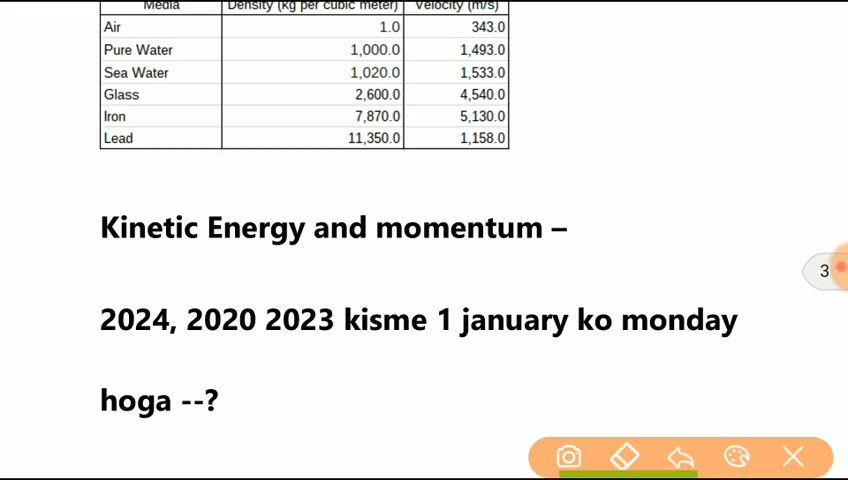 Media Density (kg per cubic meter) Velocity (m/s)
Air 1.0 343.0
Pure Water 1,000.0 1,493.0
Sea Water 1,020.0 1,533.0
Glass 2,600.0 4,540.0
Iron 7,870.0 5,130.0
Lead 11,350.0 1,158.0
Kinetic Energy and momentum –
3
2024, 2020 2023 kisme 1 january ko monday
hoga --?